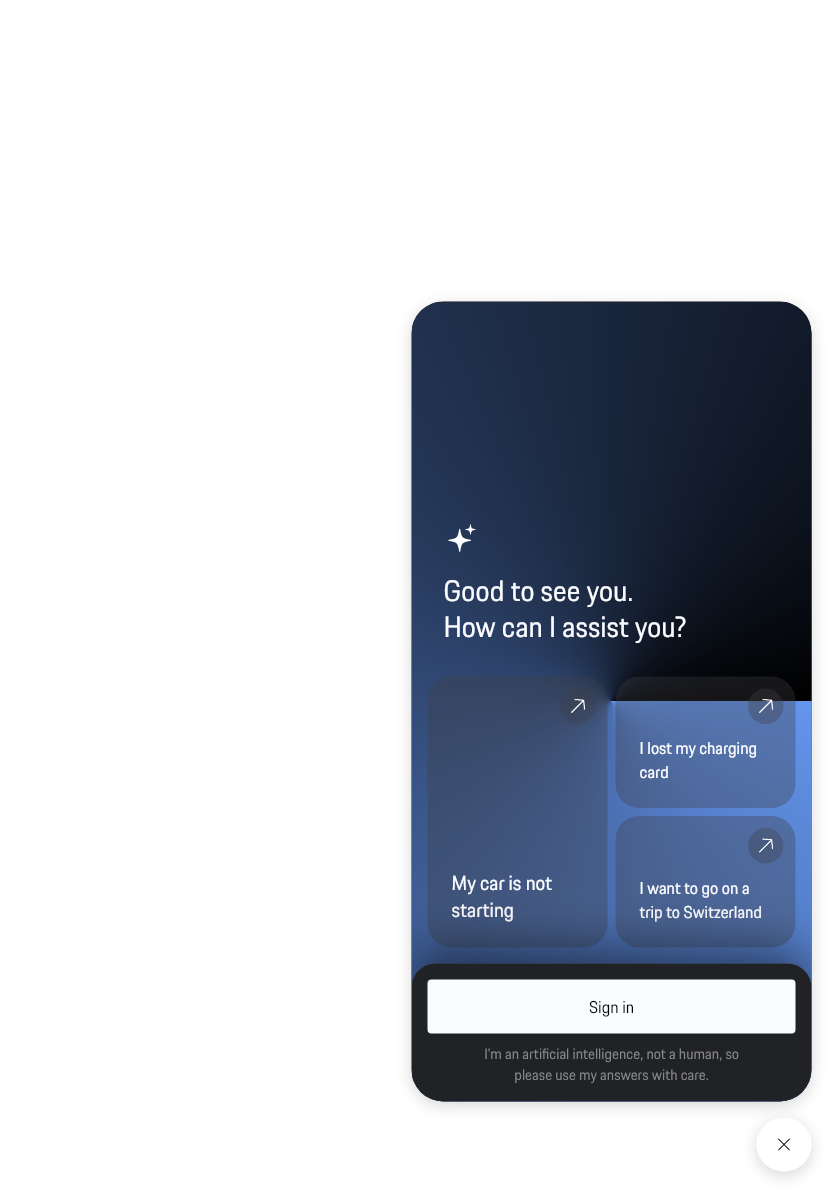 Good to see you.
How can I assist you?
My car is not
starting
I lost my charging
card
I want to go on a
trip to Switzerland
Sign in
I'm an artificial intelligence, not a human, so
please use my answers with care.